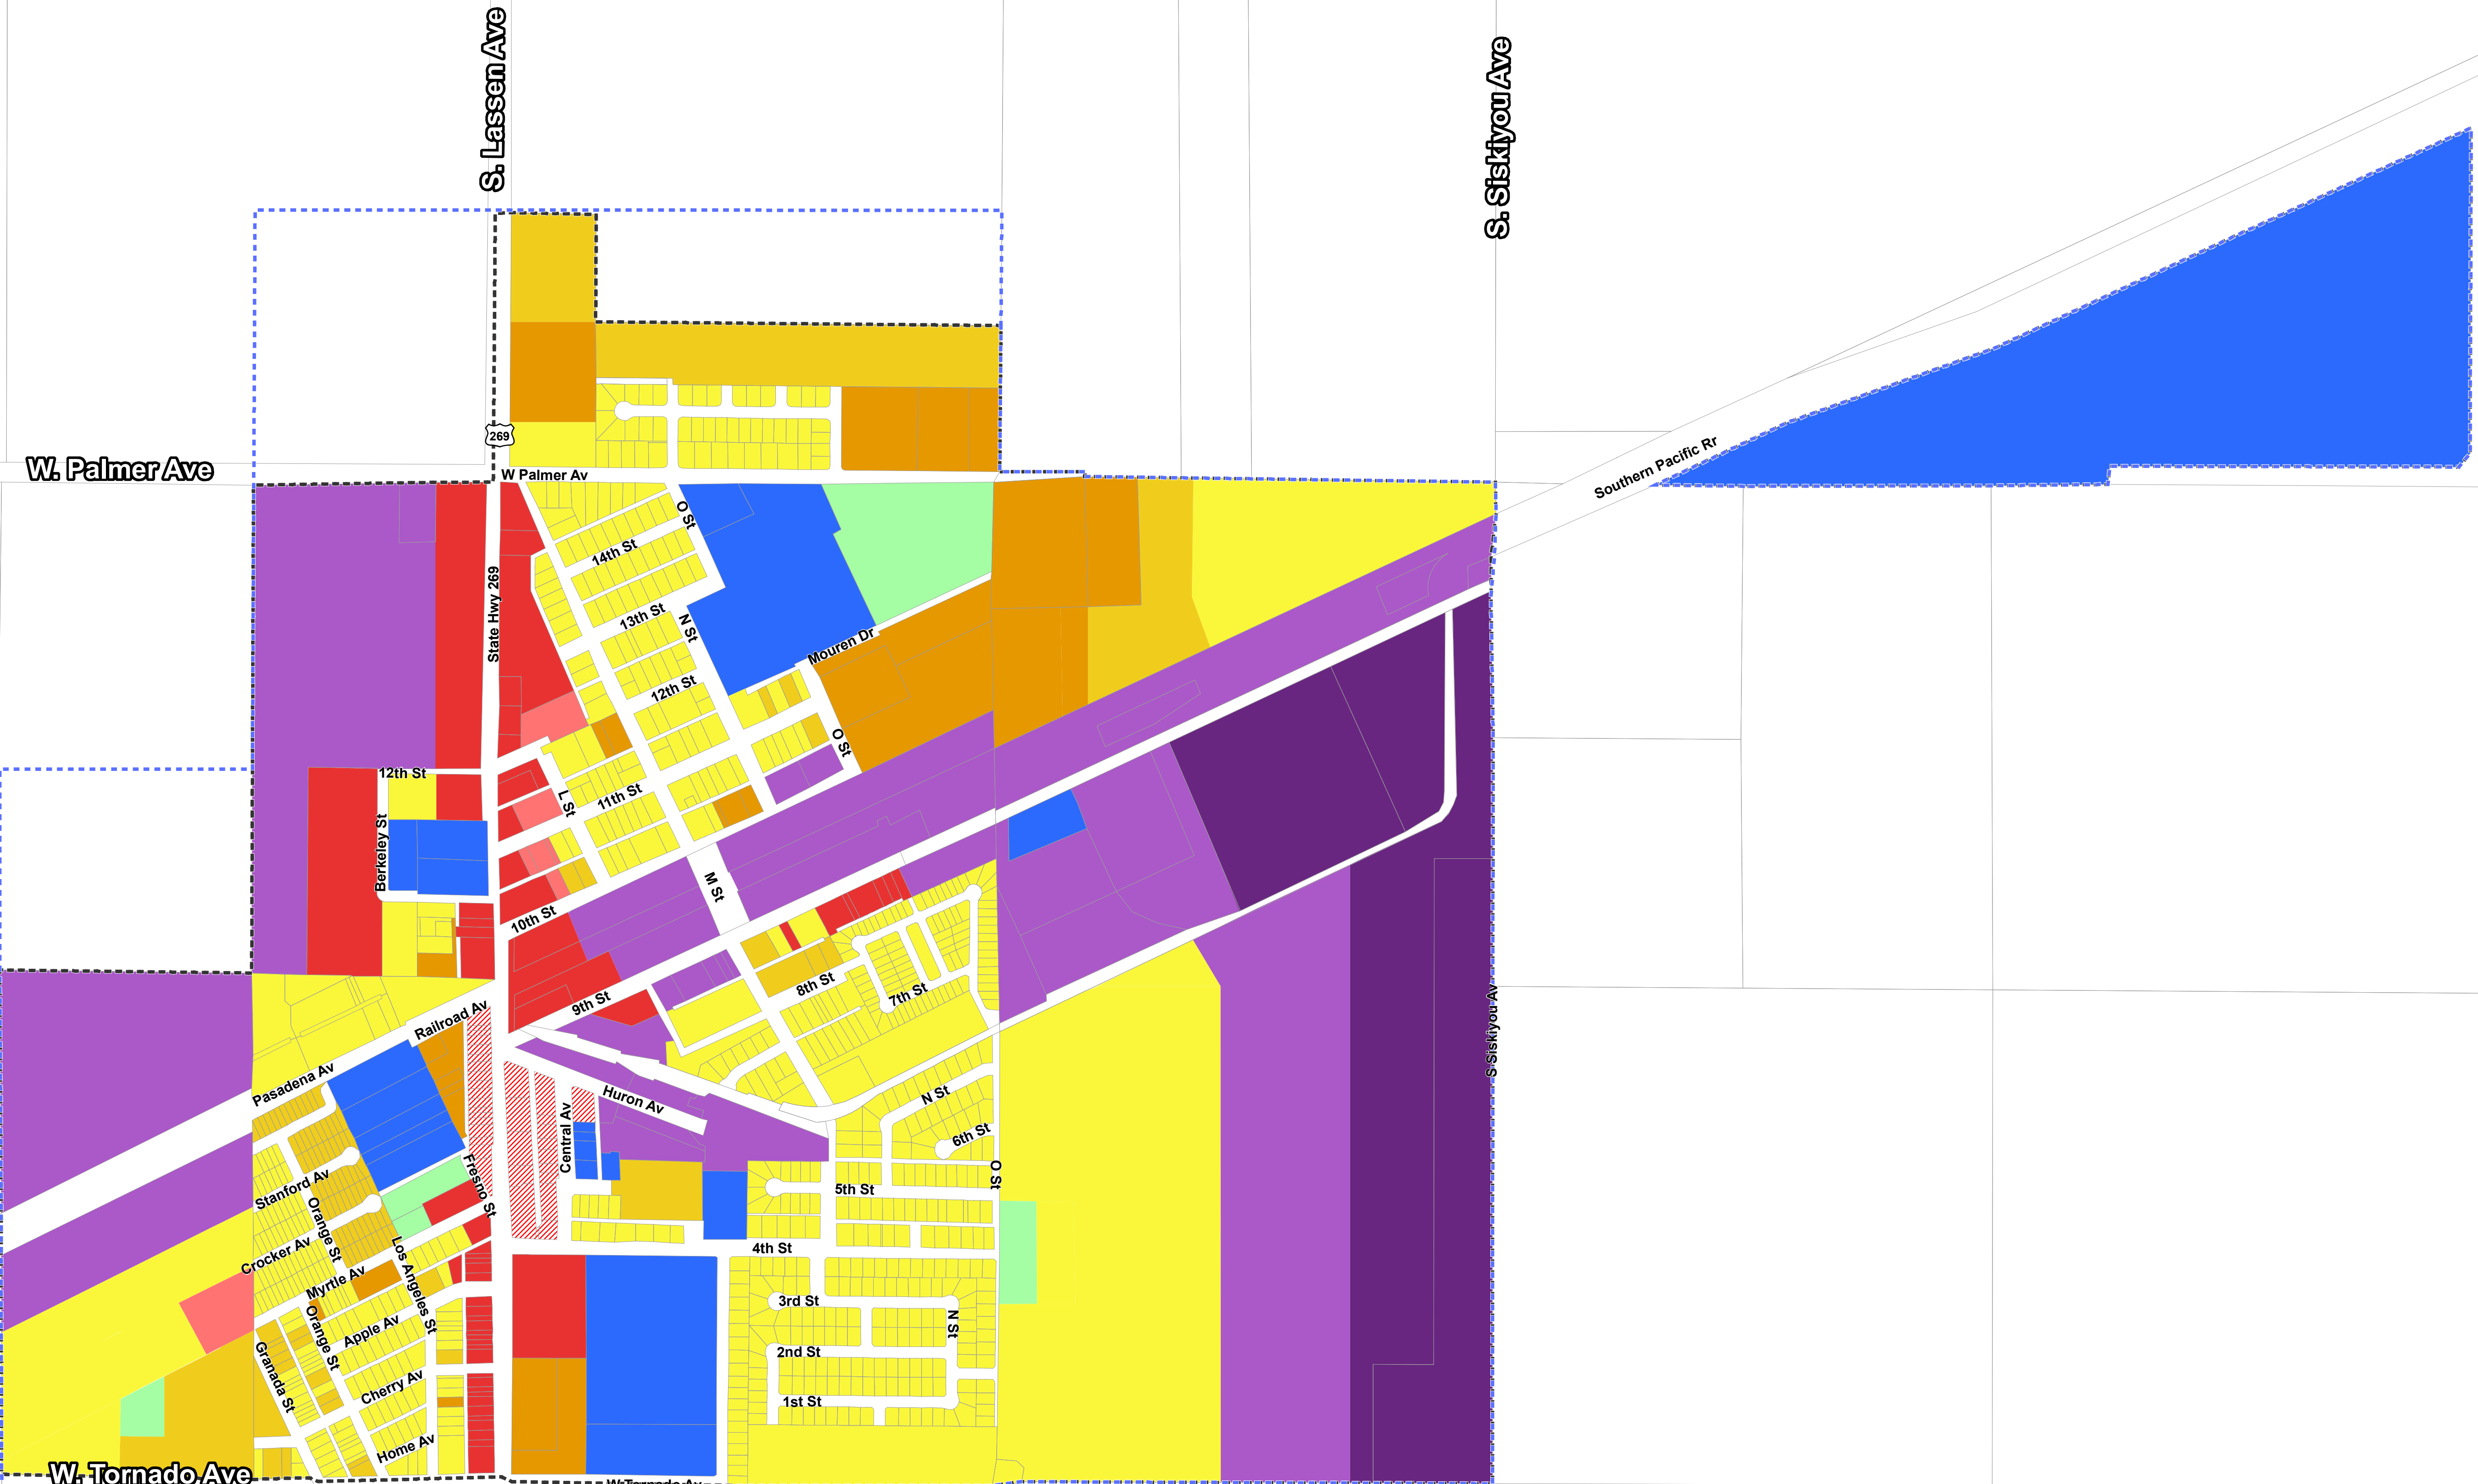 S. Lassen Ave
S. Siskiyou Ave
269
W. Palmer Ave
W Palmer Av
Southern Pacific Rr
O St
14th St
State Hwy 269
13th St
N St
Mouren Dr
12th St
O St
12th St
L St
11th St
Berkeley St
M St
10th St
8th St
7th St
9th St
Railroad Av
S Siskiyou Av
Pasadena Av
Huron Av
N St
Central Av
6th St
Fresno St
O St
Stanford Av
5th St
Orange St
Crocker Av
Los Angeles St
4th St
Myrtle Av
3rd St
N St
Orange St
Apple Av
2nd St
Granada St
Cherry Av
1st St
Home Av
W. Tornado Ave
W Tornado Av